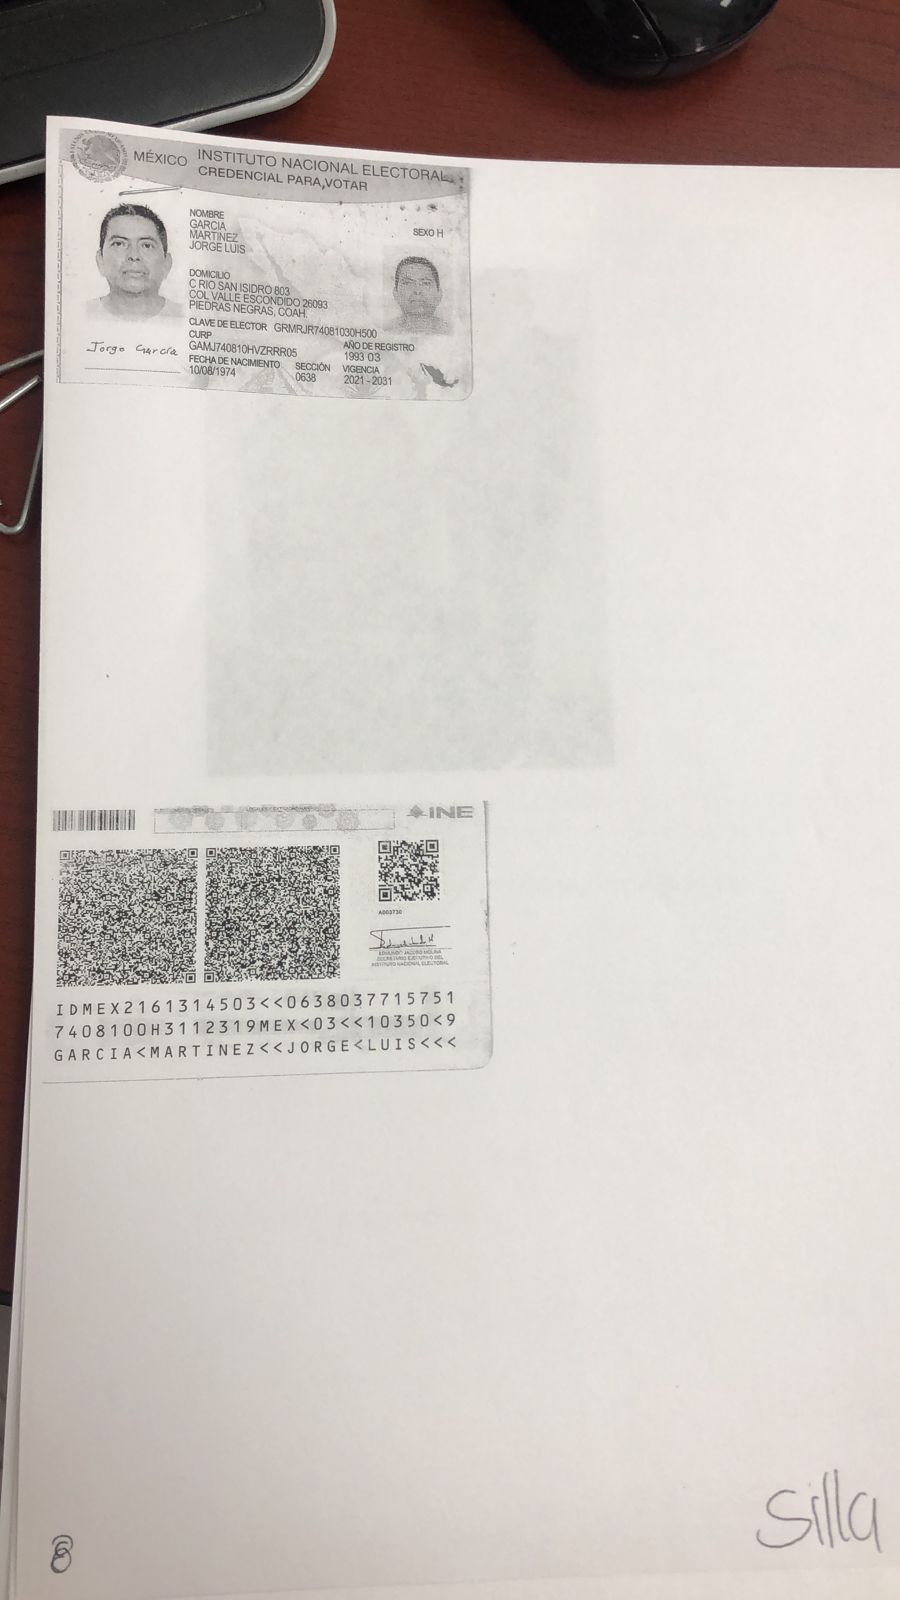 MÉXICO INSTITUTO NACIONAL ELECTORAL
CREDENCIAL PARA VOTAR
NOMBRE
GARCIA
MARTINEZ
JORGE LUIS
SEXO H
DOMICILIO
C RIO SAN ISIDRO 803
COL VALLE ESCONDIDO 26093
PIEDRAS NEGRAS, COAH.
CLAVE DE ELECTOR GRMRJR74081030H500
CURP
GAMJ740810HVZRRR05
AÑO DE REGISTRO
1993 03
FECHA DE NACIMIENTO
10/08/1974
SECCIÓN
0638
VIGENCIA
2021 - 2031
Jorge García
INE
A003730
EDMUNDO JACOBO MOLINA
SECRETARIO EJECUTIVO DEL
INSTITUTO NACIONAL ELECTORAL
IDMEX2161314503<<0638037715751
7408100H3112319MEX<03<<10350<9
GARCIA<MARTINEZ<<JORGE<LUIS<<<
Silla
8